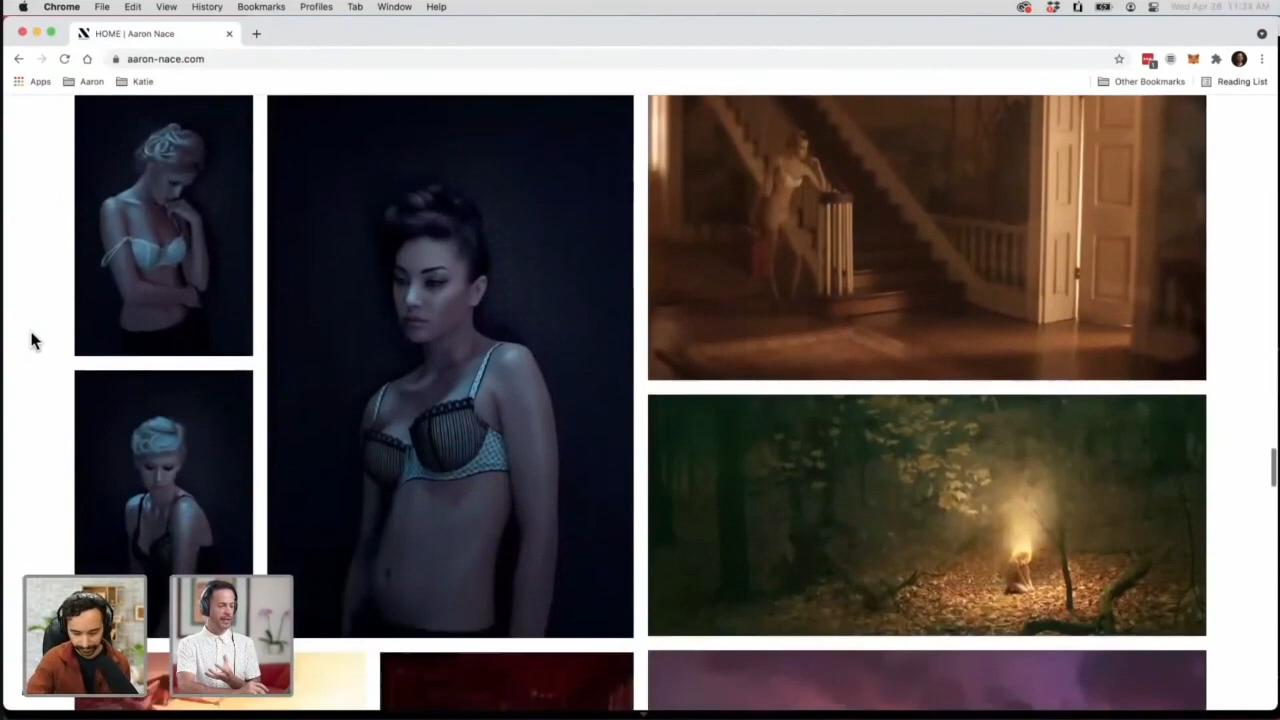 Chrome File Edit View History Bookmarks Profiles Tab Window Help
HOME | Aaron Nace
aaron-nace.com
Apps Aaron Katie Other Bookmarks Reading List